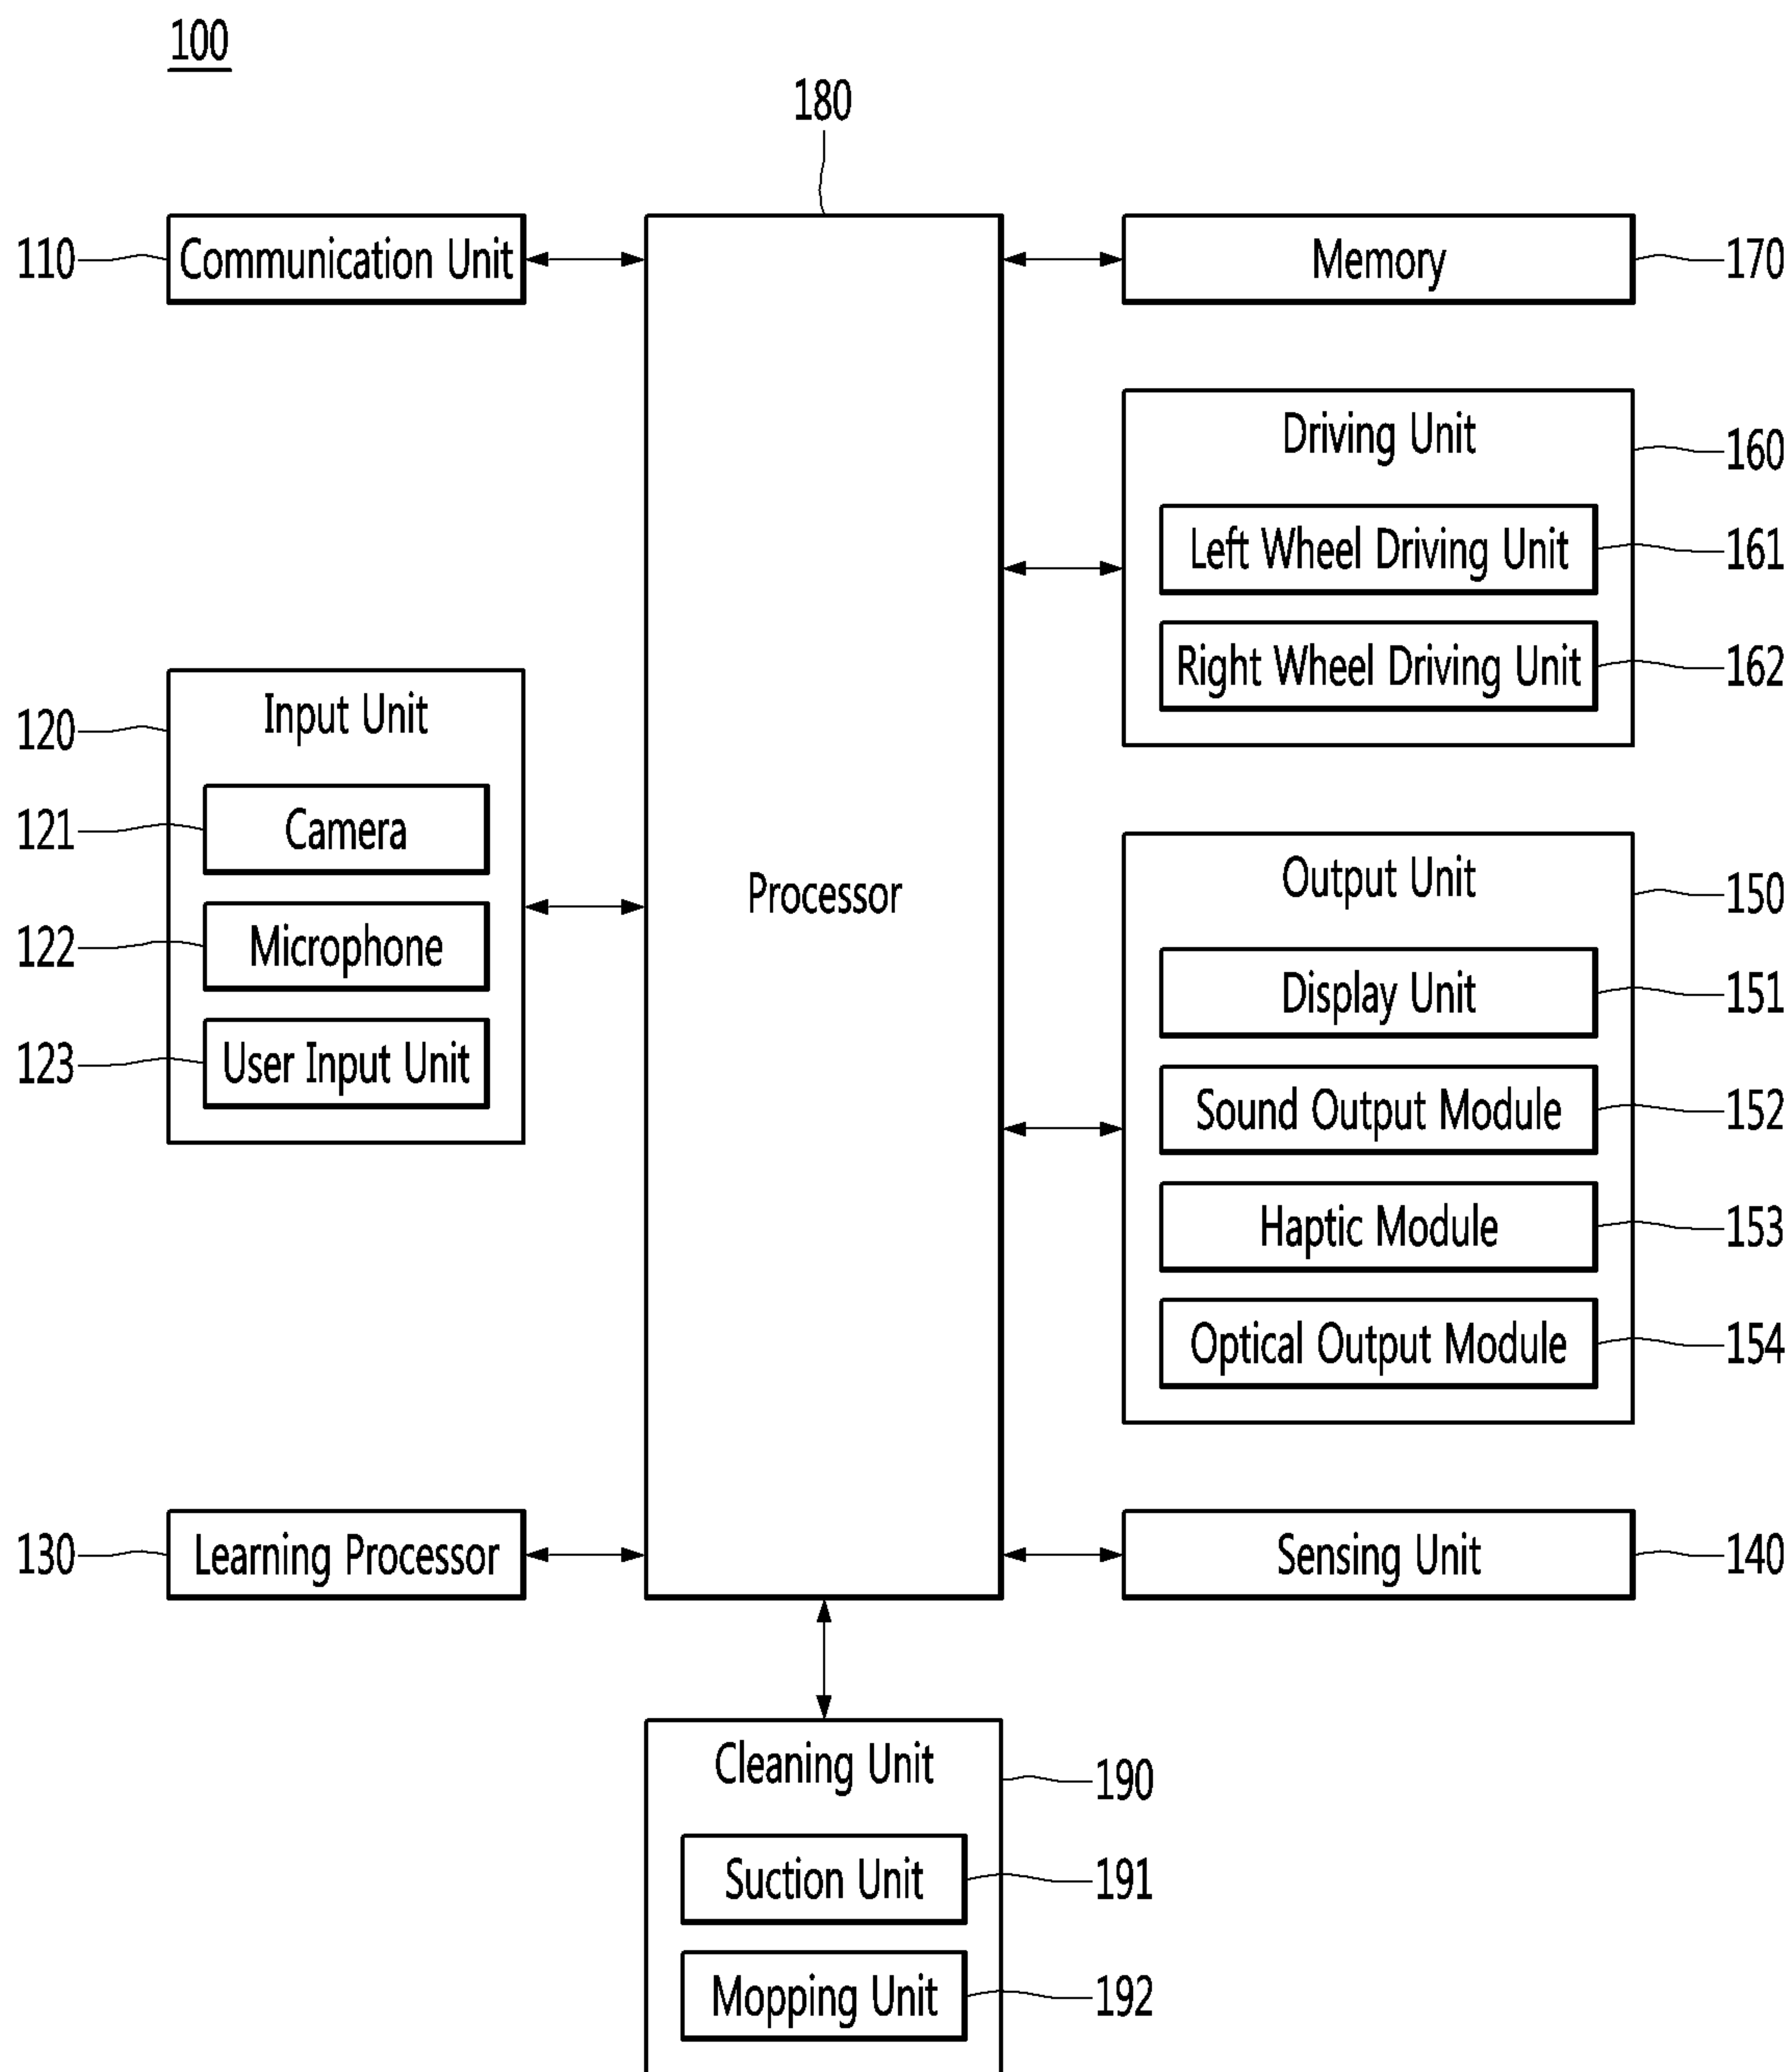 100
180
110
Communication Unit
Memory
170
Driving Unit
160
Left Wheel Driving Unit
161
Right Wheel Driving Unit
162
Input Unit
120
Camera
121
Microphone
122
User Input Unit
123
Processor
Output Unit
150
Display Unit
151
Sound Output Module
152
Haptic Module
153
Optical Output Module
154
130
Learning Processor
Sensing Unit
140
Cleaning Unit
190
Suction Unit
191
Mopping Unit
192